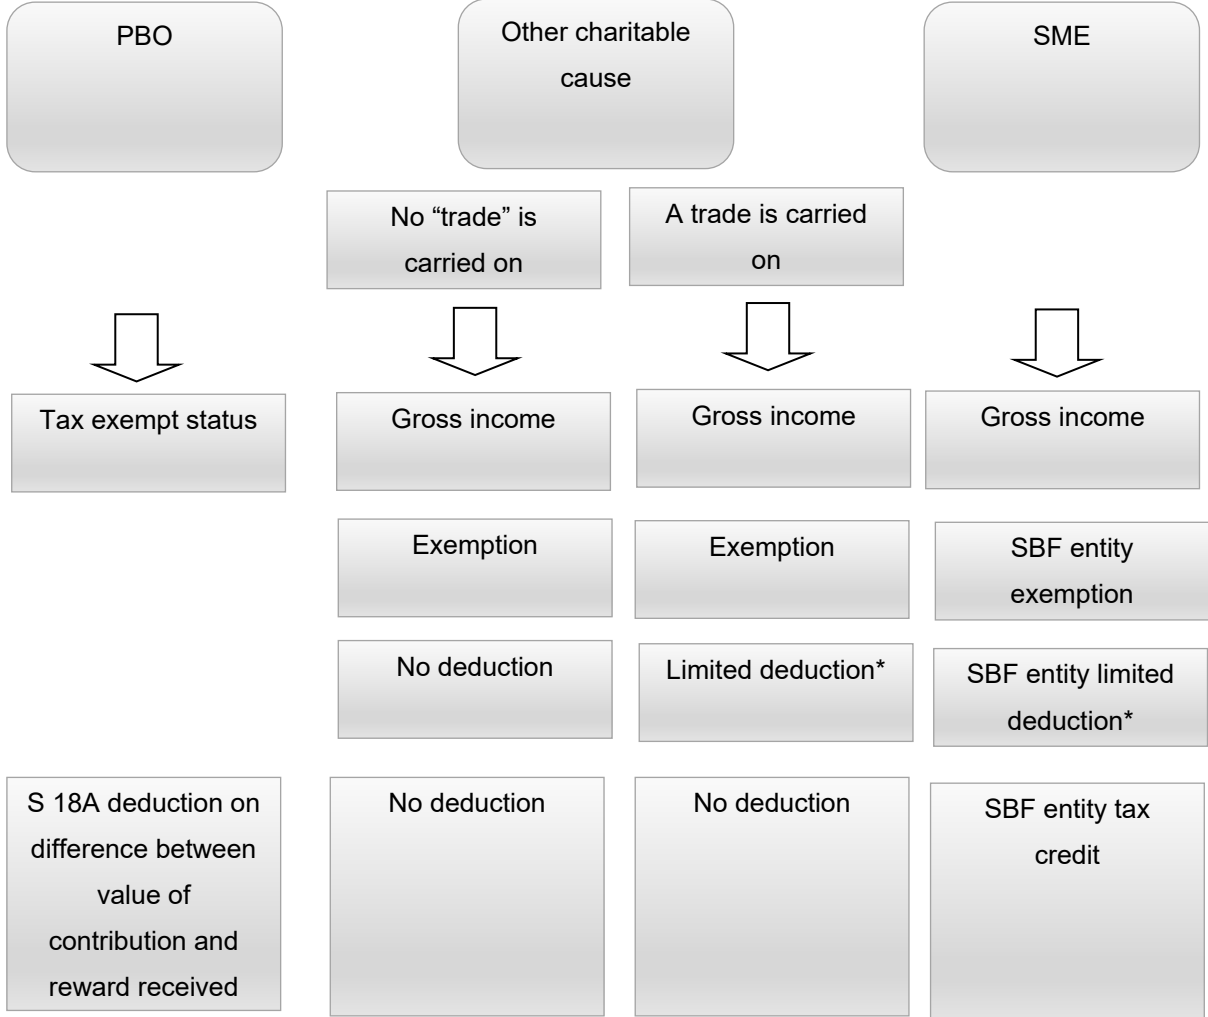 PBO
Other charitable
cause
SME
No “trade” is
carried on
A trade is carried
on
Tax exempt status
Gross income
Gross income
Gross income
Exemption
Exemption
SBF entity
exemption
No deduction
Limited deduction*
SBF entity limited
deduction*
S 18A deduction on
difference between
value of
contribution and
reward received
No deduction
No deduction
SBF entity tax
credit